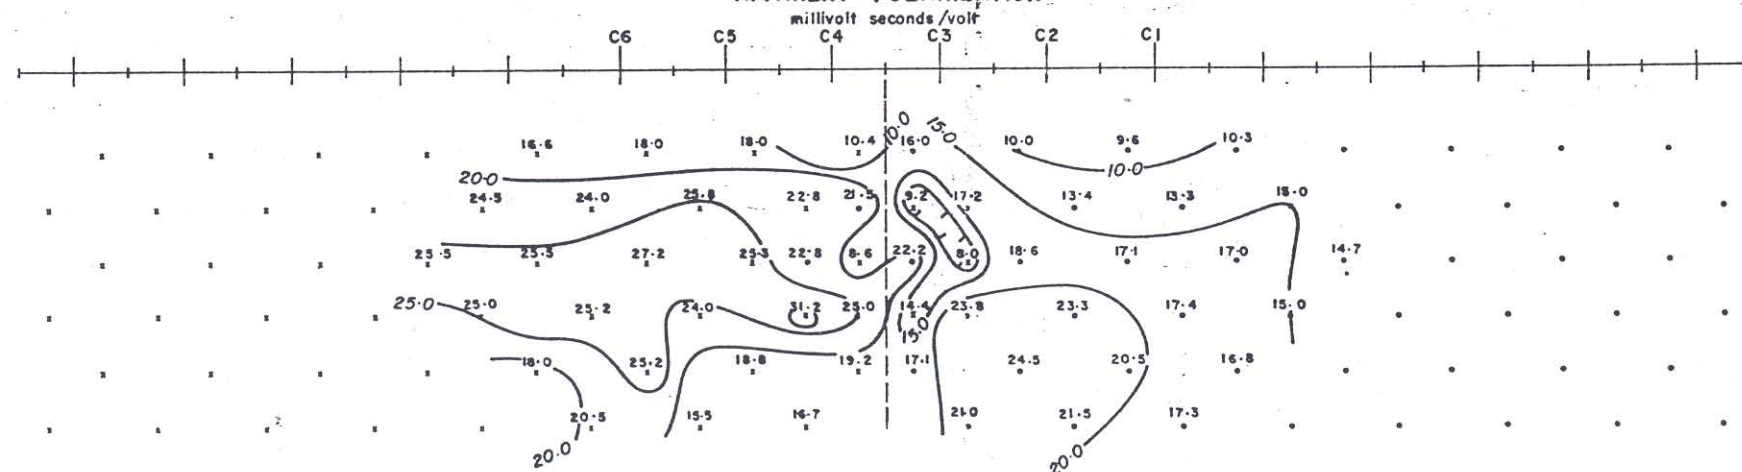 millivolt seconds/volt
C6 C5 C4 C3 C2 C1
16.6 18.0 18.0 10.4 10.0 16.0 15.0 10.0 9.6 10.3
10.0
20.0
24.5 24.0 25.8 22.8 21.5 9.2 17.2 13.4 13.3 15.0
25.5 25.5 27.2 25.3 22.8 8.6 22.2 8.0 18.6 17.1 17.0 14.7
25.0 25.0 25.2 24.0 31.2 25.0 14.4 23.8 23.3 17.4 15.0
15.0
18.0 25.2 18.8 19.2 17.1 24.5 20.5 16.8
20.5 15.5 16.7 21.0 21.5 17.3
20.0 20.0